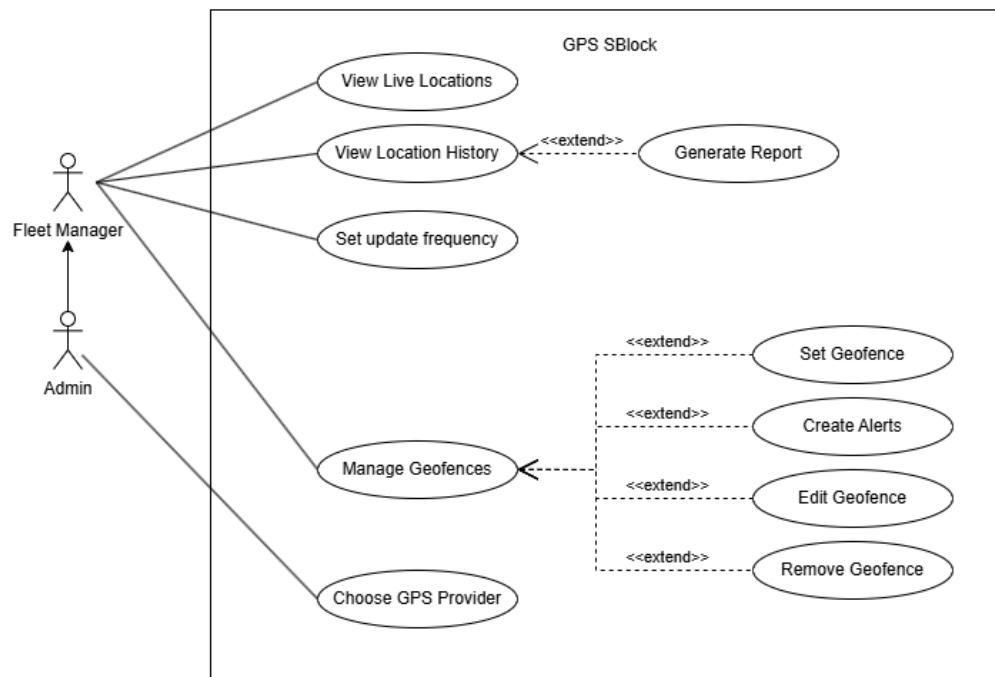 GPS SBlock
View Live Locations
<<extend>>
View Location History
Generate Report
Fleet Manager
Set update frequency
<<extend>>
Set Geofence
Admin
<<extend>>
Create Alerts
Manage Geofences
<<extend>>
Edit Geofence
<<extend>>
Remove Geofence
Choose GPS Provider